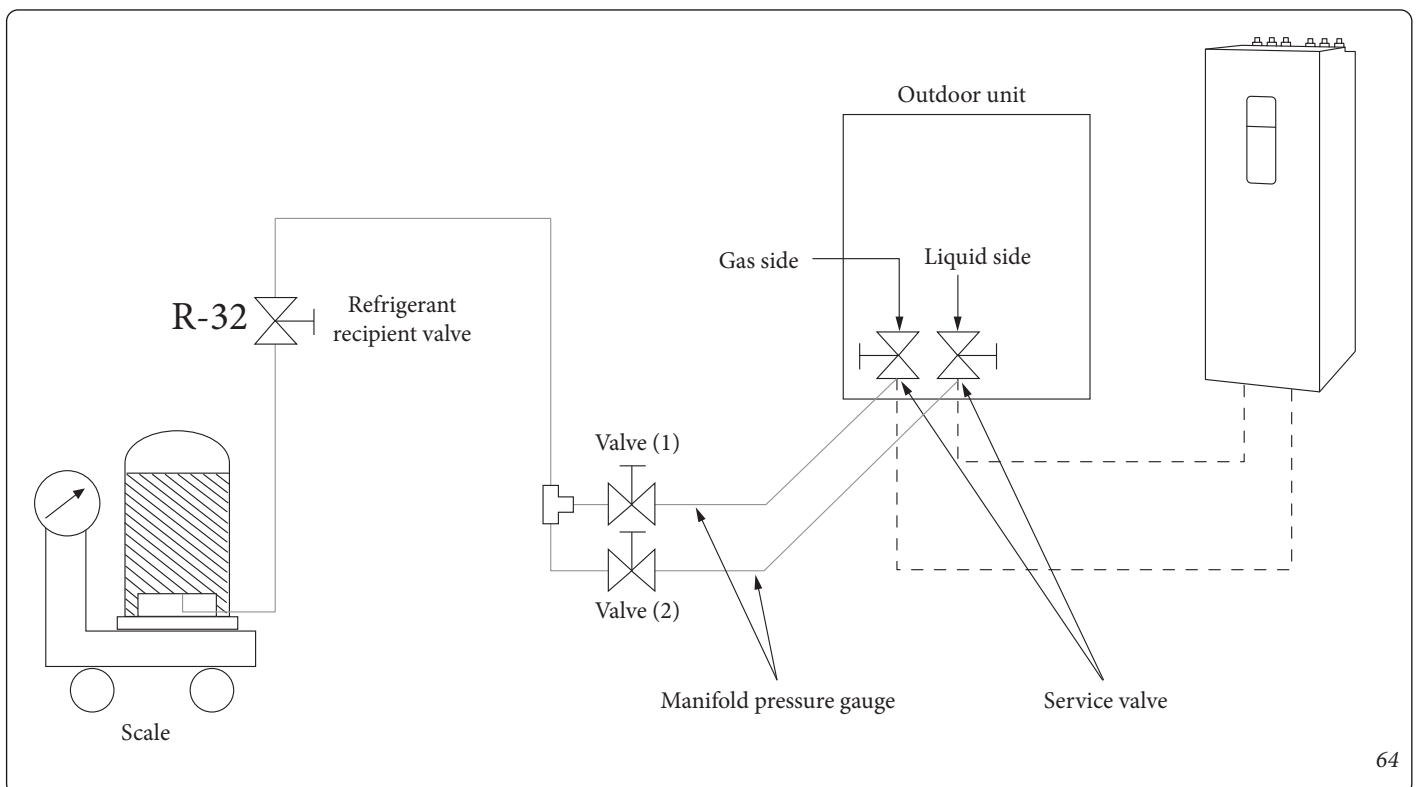 Outdoor unit
Gas side
Liquid side
R-32
Refrigerant
recipient valve
Valve (1)
Valve (2)
Manifold pressure gauge
Service valve
Scale
64